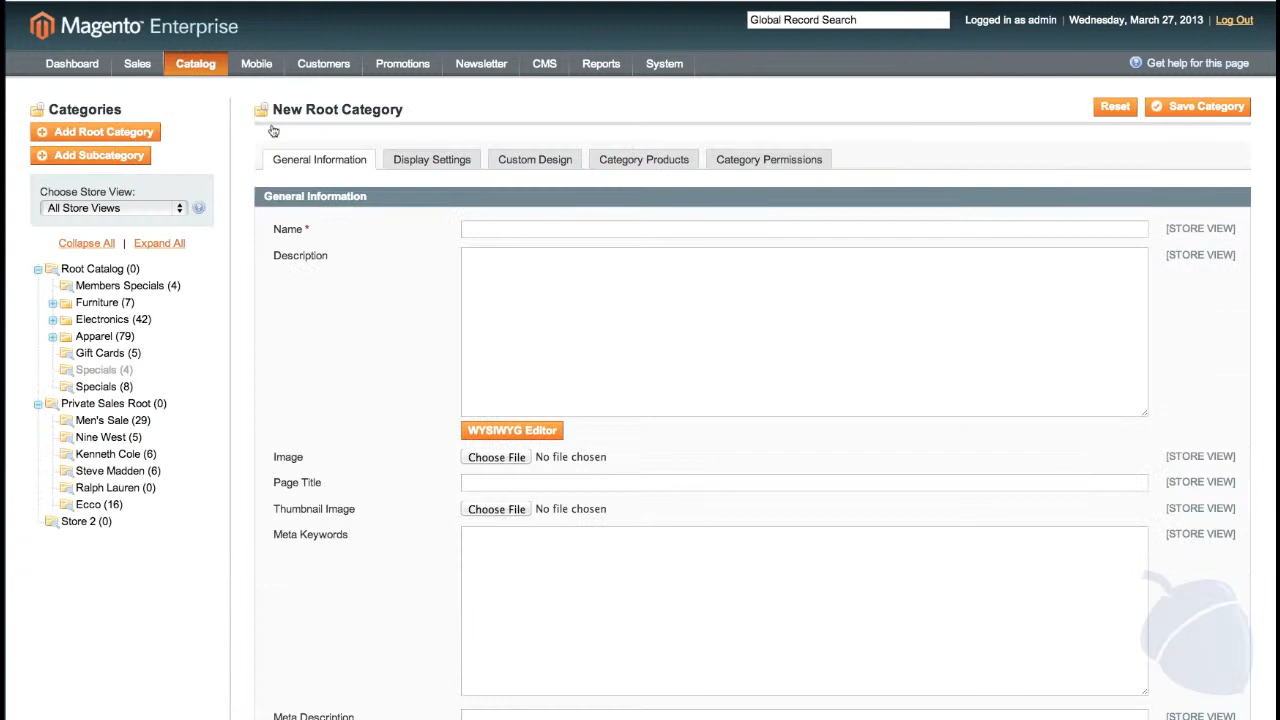 Magento™ Enterprise
Global Record Search
Logged in as admin | Wednesday, March 27, 2013 | Log Out
Dashboard Sales Catalog Mobile Customers Promotions Newsletter CMS Reports System
Get help for this page
Categories
Add Root Category
Add Subcategory
Choose Store View:
All Store Views
Collapse All | Expand All
Root Catalog (0)
Members Specials (4)
Furniture (7)
Electronics (42)
Apparel (79)
Gift Cards (5)
Specials (4)
Specials (8)
Private Sales Root (0)
Men's Sale (29)
Nine West (5)
Kenneth Cole (6)
Steve Madden (6)
Ralph Lauren (0)
Ecco (16)
Store 2 (0)
New Root Category
Reset Save Category
General Information Display Settings Custom Design Category Products Category Permissions
General Information
Name * [STORE VIEW]
Description [STORE VIEW]
WYSIWYG Editor
Image Choose File No file chosen [STORE VIEW]
Page Title [STORE VIEW]
Thumbnail Image Choose File No file chosen [STORE VIEW]
Meta Keywords [STORE VIEW]
Meta Description [STORE VIEW]